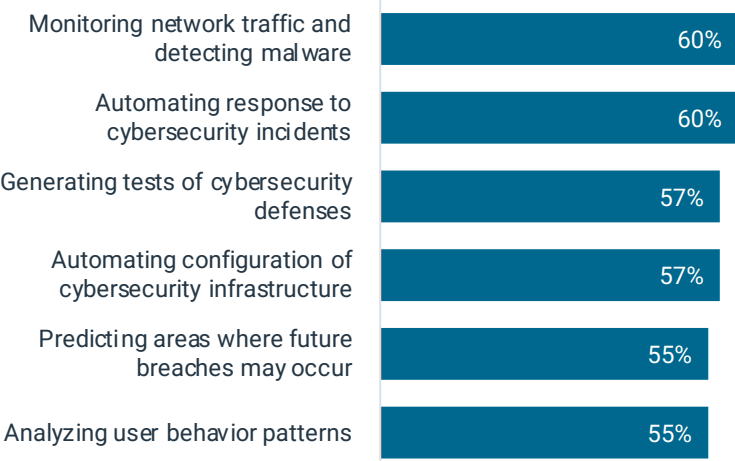 Monitoring network traffic and
detecting malware
60%
Automating response to
cybersecurity incidents
60%
Generating tests of cybersecurity
defenses
57%
Automating configuration of
cybersecurity infrastructure
57%
Predicting areas where future
breaches may occur
55%
Analyzing user behavior patterns
55%